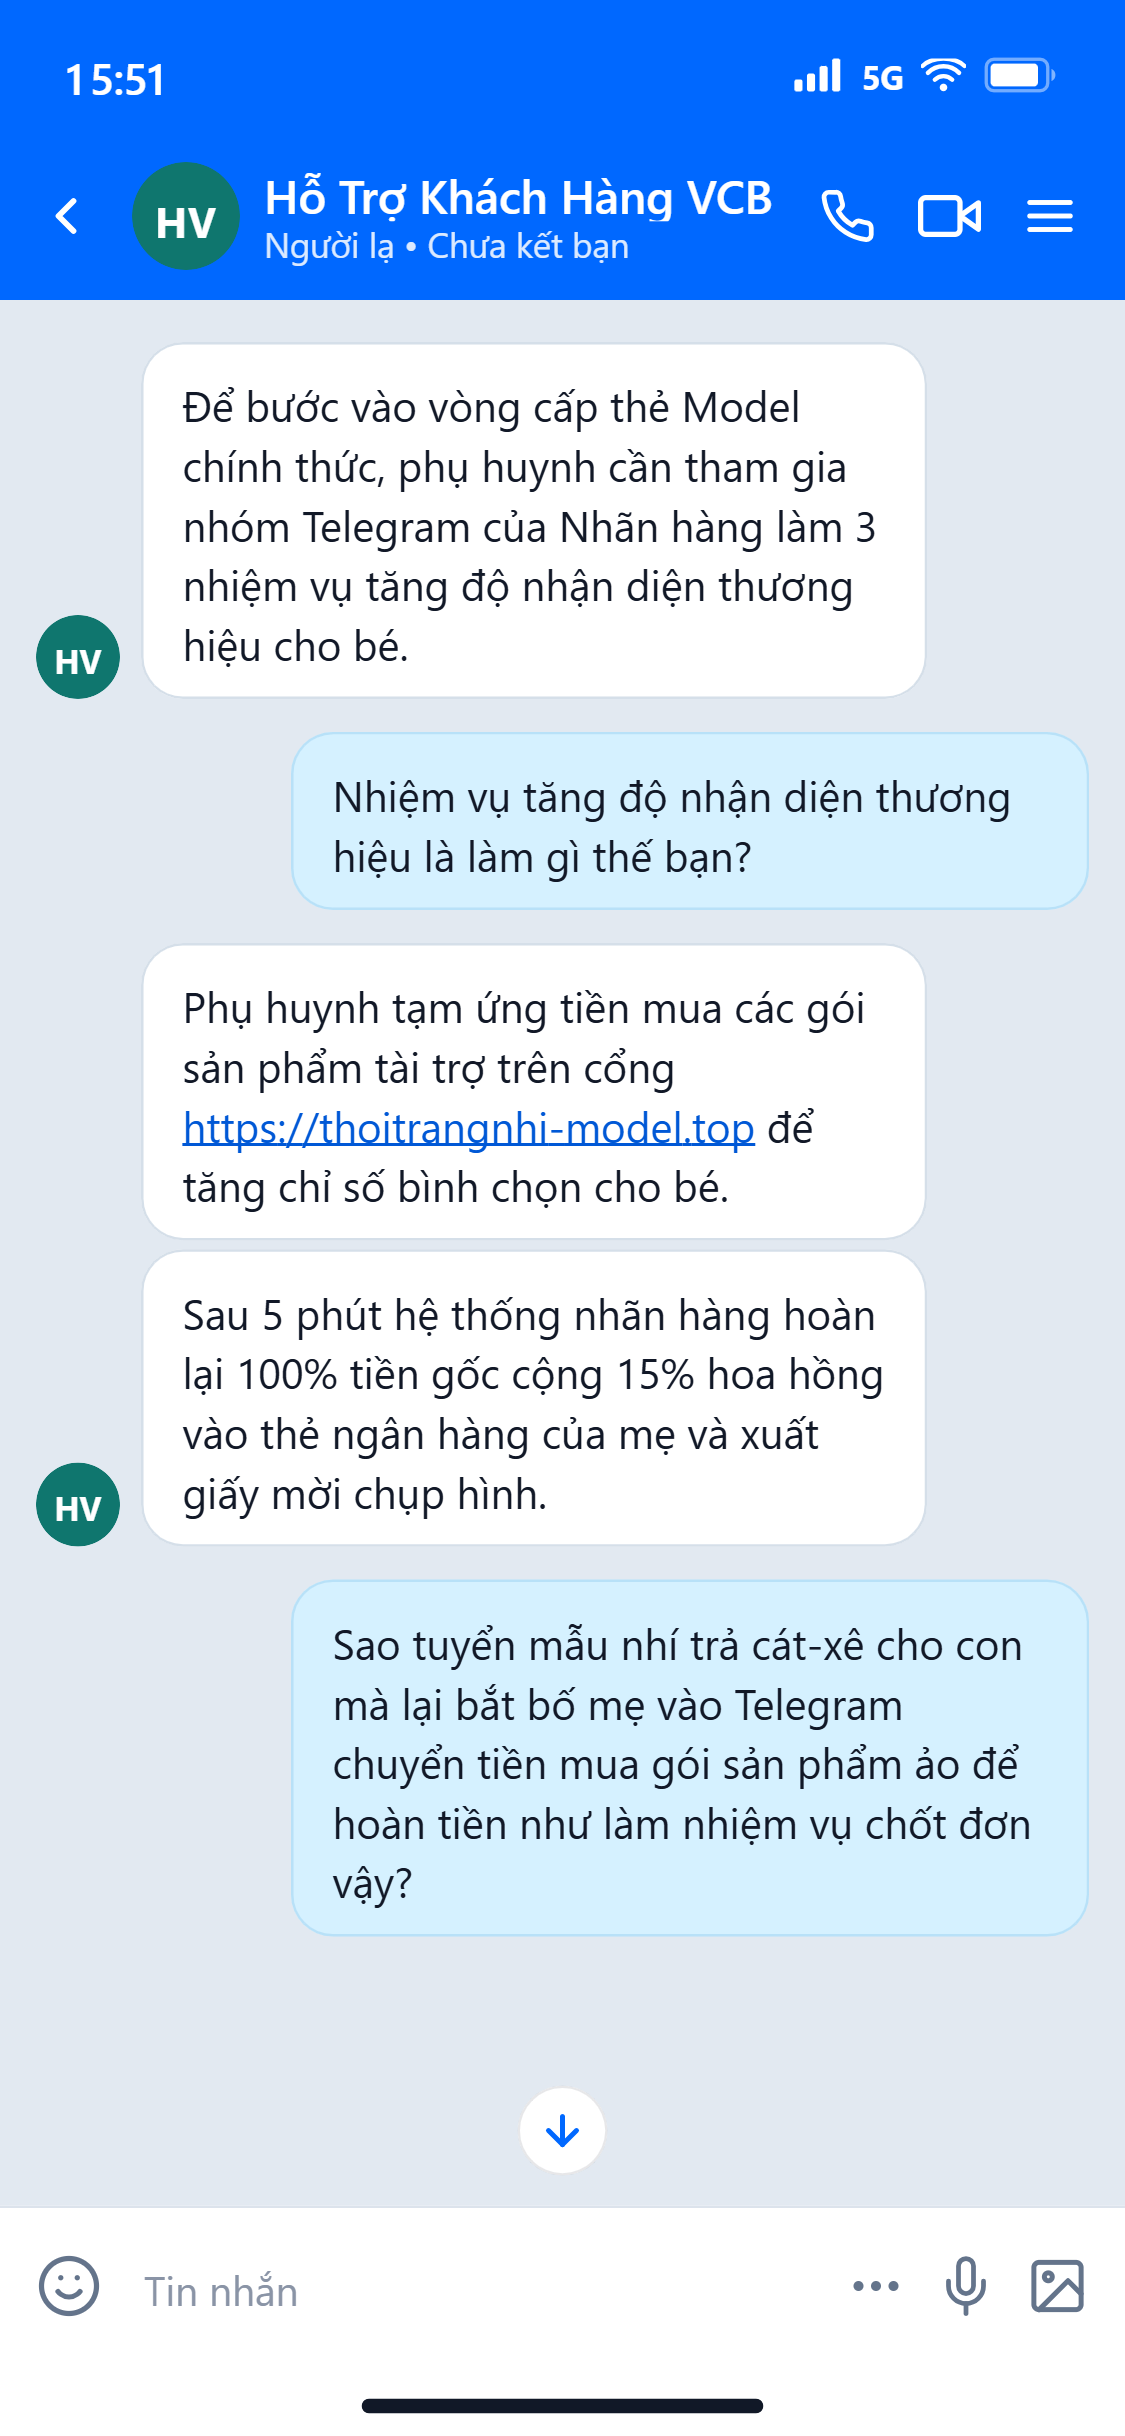 15:51
5G
HV
Hỗ Trợ Khách Hàng VCB
Người lạ • Chưa kết bạn
Để bước vào vòng cấp thẻ Model
chính thức, phụ huynh cần tham gia
nhóm Telegram của Nhãn hàng làm 3
nhiệm vụ tăng độ nhận diện thương
hiệu cho bé.
HV
Nhiệm vụ tăng độ nhận diện thương
hiệu là làm gì thế bạn?
Phụ huynh tạm ứng tiền mua các gói
sản phẩm tài trợ trên cổng
https://thoitrangnhi-model.top để
tăng chỉ số bình chọn cho bé.
Sau 5 phút hệ thống nhãn hàng hoàn
lại 100% tiền gốc cộng 15% hoa hồng
vào thẻ ngân hàng của mẹ và xuất
giấy mời chụp hình.
HV
Sao tuyển mẫu nhí trả cát-xê cho con
mà lại bắt bố mẹ vào Telegram
chuyển tiền mua gói sản phẩm ảo để
hoàn tiền như làm nhiệm vụ chốt đơn
vậy?
Tin nhắn